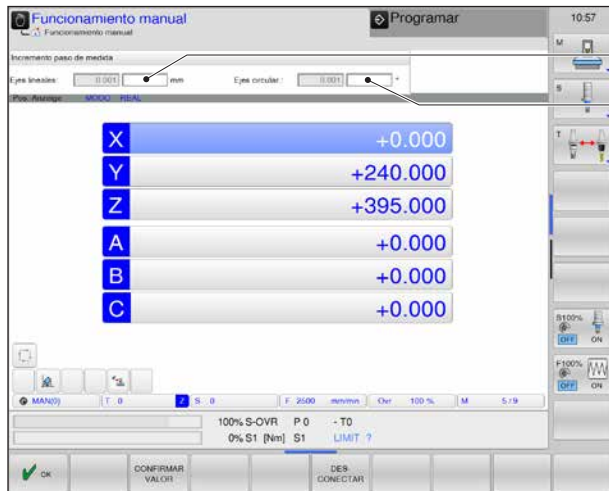 Funcionamiento manual
Programar
10:57
Funcionamiento manual
Incremento paso de medida
Ejes lineales: 0.001 mm Ejes circular.: 0.001 °
Pos.-Anzeige MODO: REAL
X +0.000
Y +240.000
Z +395.000
A +0.000
B +0.000
C +0.000
M
S
T
S100%
OFF ON
F100%
OFF ON
MAN(0) T 0 Z S 0 F 2500 mm/min Ovr 100 % M 5/9
100% S-OVR P0 -T0
0% S1 [Nm] S1 LIMIT ?
OK
CONFIRMAR
VALOR
DES-
CONECTAR